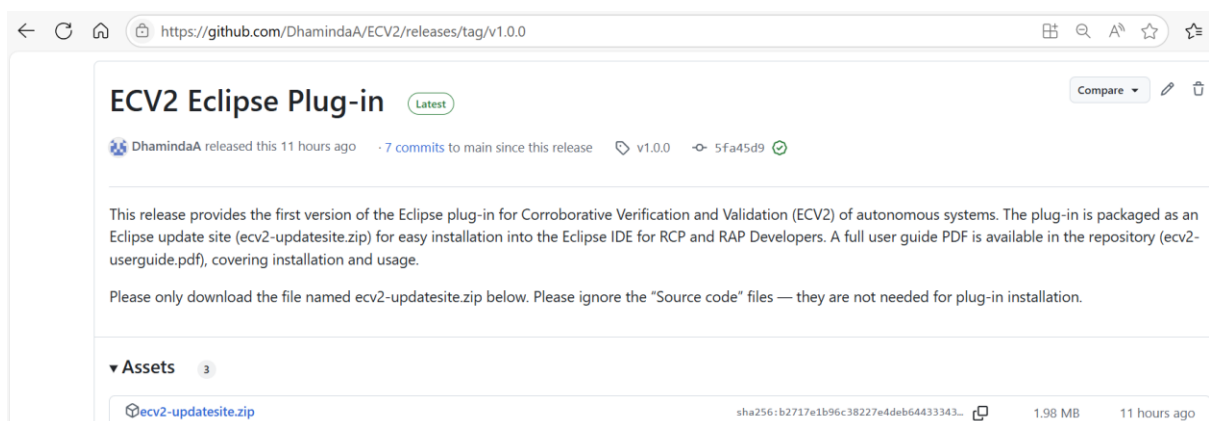 https://github.com/DhamindaA/ECV2/releases/tag/v1.0.0
ECV2 Eclipse Plug-in Latest
Compare
DhamindaA released this 11 hours ago · 7 commits to main since this release v1.0.0 5fa45d9
This release provides the first version of the Eclipse plug-in for Corroborative Verification and Validation (ECV2) of autonomous systems. The plug-in is packaged as an
Eclipse update site (ecv2-updatesite.zip) for easy installation into the Eclipse IDE for RCP and RAP Developers. A full user guide PDF is available in the repository (ecv2-
userguide.pdf), covering installation and usage.
Please only download the file named ecv2-updatesite.zip below. Please ignore the “Source code” files — they are not needed for plug-in installation.
Assets 3
ecv2-updatesite.zip sha256:b2717e1b96c38227e4deb64433343… 1.98 MB 11 hours ago